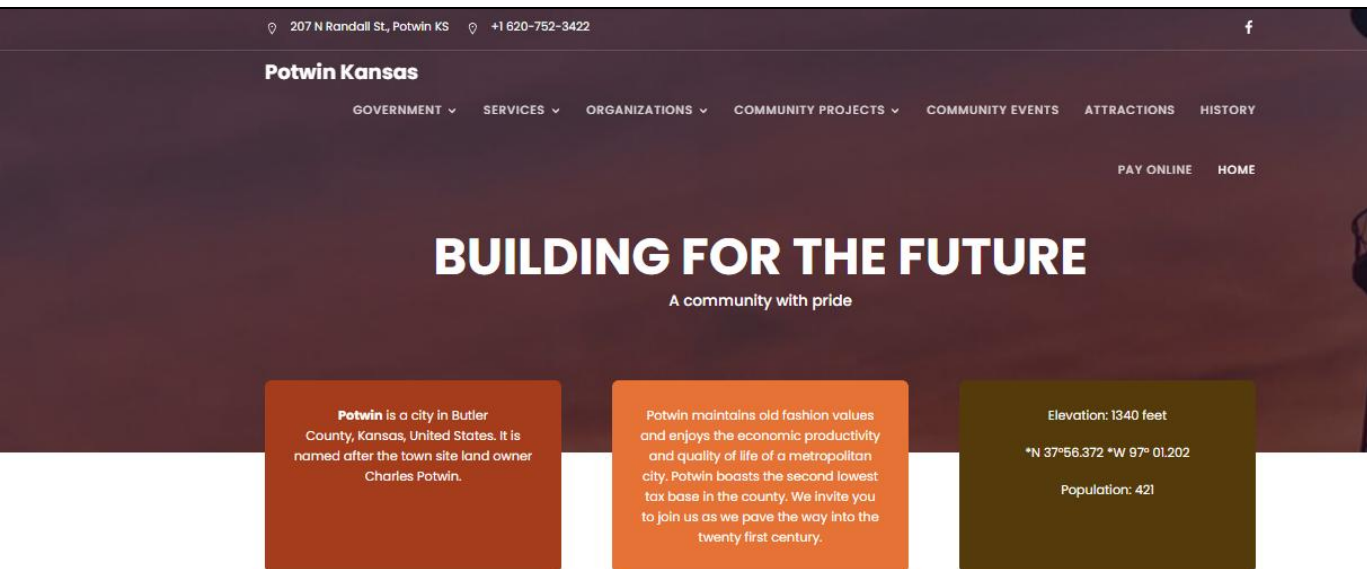 207 N Randall St., Potwin KS +1 620-752-3422
Potwin Kansas
GOVERNMENT SERVICES ORGANIZATIONS COMMUNITY PROJECTS COMMUNITY EVENTS ATTRACTIONS HISTORY
PAY ONLINE HOME
BUILDING FOR THE FUTURE
A community with pride
Potwin is a city in Butler
County, Kansas, United States. It is
named after the town site land owner
Charles Potwin.
Potwin maintains old fashion values
and enjoys the economic productivity
and quality of life of a metropolitan
city. Potwin boasts the second lowest
tax base in the county. We invite you
to join us as we pave the way into the
twenty first century.
Elevation: 1340 feet
*N 37º56.372 *W 97º 01.202
Population: 421